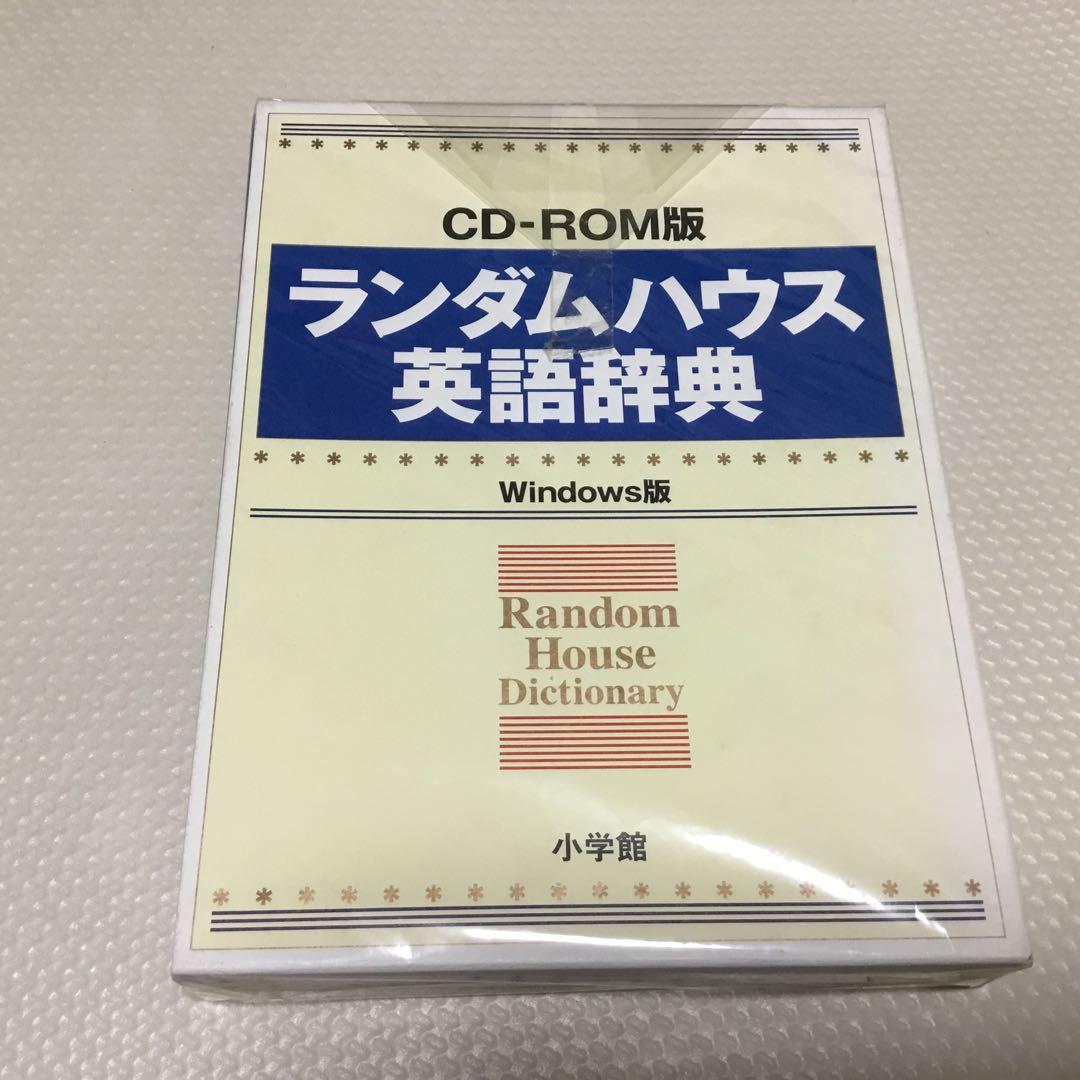 CD-ROM版
ランダムハウス
英語辞典
Windows版
Random
House
Dictionary
小学館